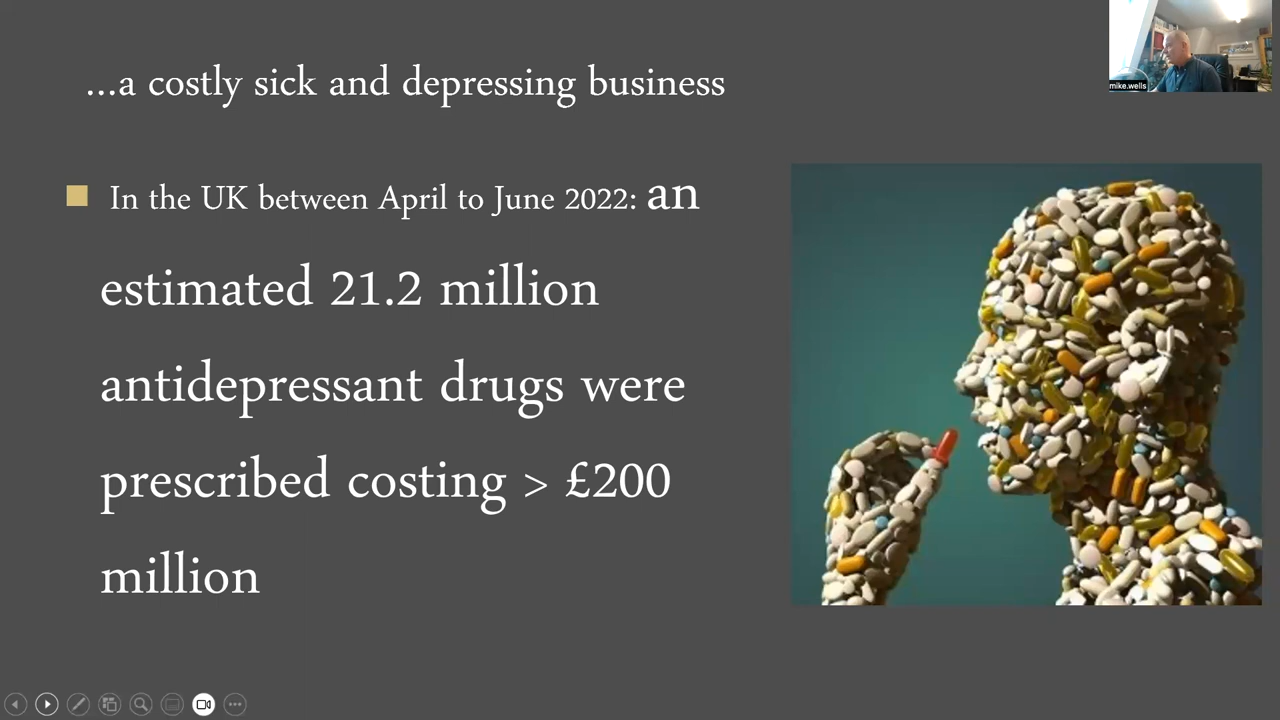 ...a costly sick and depressing business
mike.wells
In the UK between April to June 2022: an
estimated 21.2 million
antidepressant drugs were
prescribed costing > £200
million